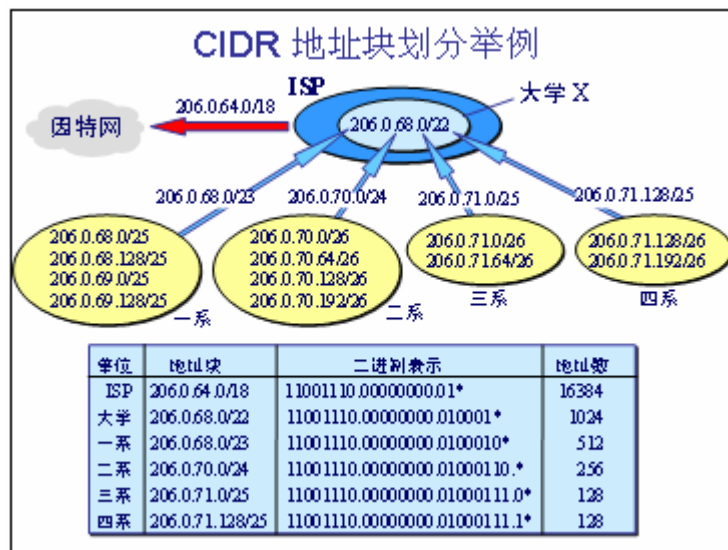 CIDR 地址块划分举例
ISP
大学 X
206.0.64.0/18
因特网
206.0.68.0/22
206.0.68.0/23
206.0.70.0/24
206.0.71.0/25
206.0.71.128/25
206.0.68.0/25
206.0.68.128/25
206.0.69.0/25
206.0.69.128/25
一系
206.0.70.0/26
206.0.70.64/26
206.0.70.128/26
206.0.70.192/26
二系
206.0.71.0/26
206.0.71.64/26
三系
206.0.71.128/26
206.0.71.192/26
四系
单位 地址块 二进制表示 地址数
ISP 206.0.64.0/18 11001110.00000000.01* 16384
大学 206.0.68.0/22 11001110.00000000.010001* 1024
一系 206.0.68.0/23 11001110.00000000.0100010* 512
二系 206.0.70.0/24 11001110.00000000.01000110.* 256
三系 206.0.71.0/25 11001110.00000000.01000111.0* 128
四系 206.0.71.128/25 11001110.00000000.01000111.1* 128